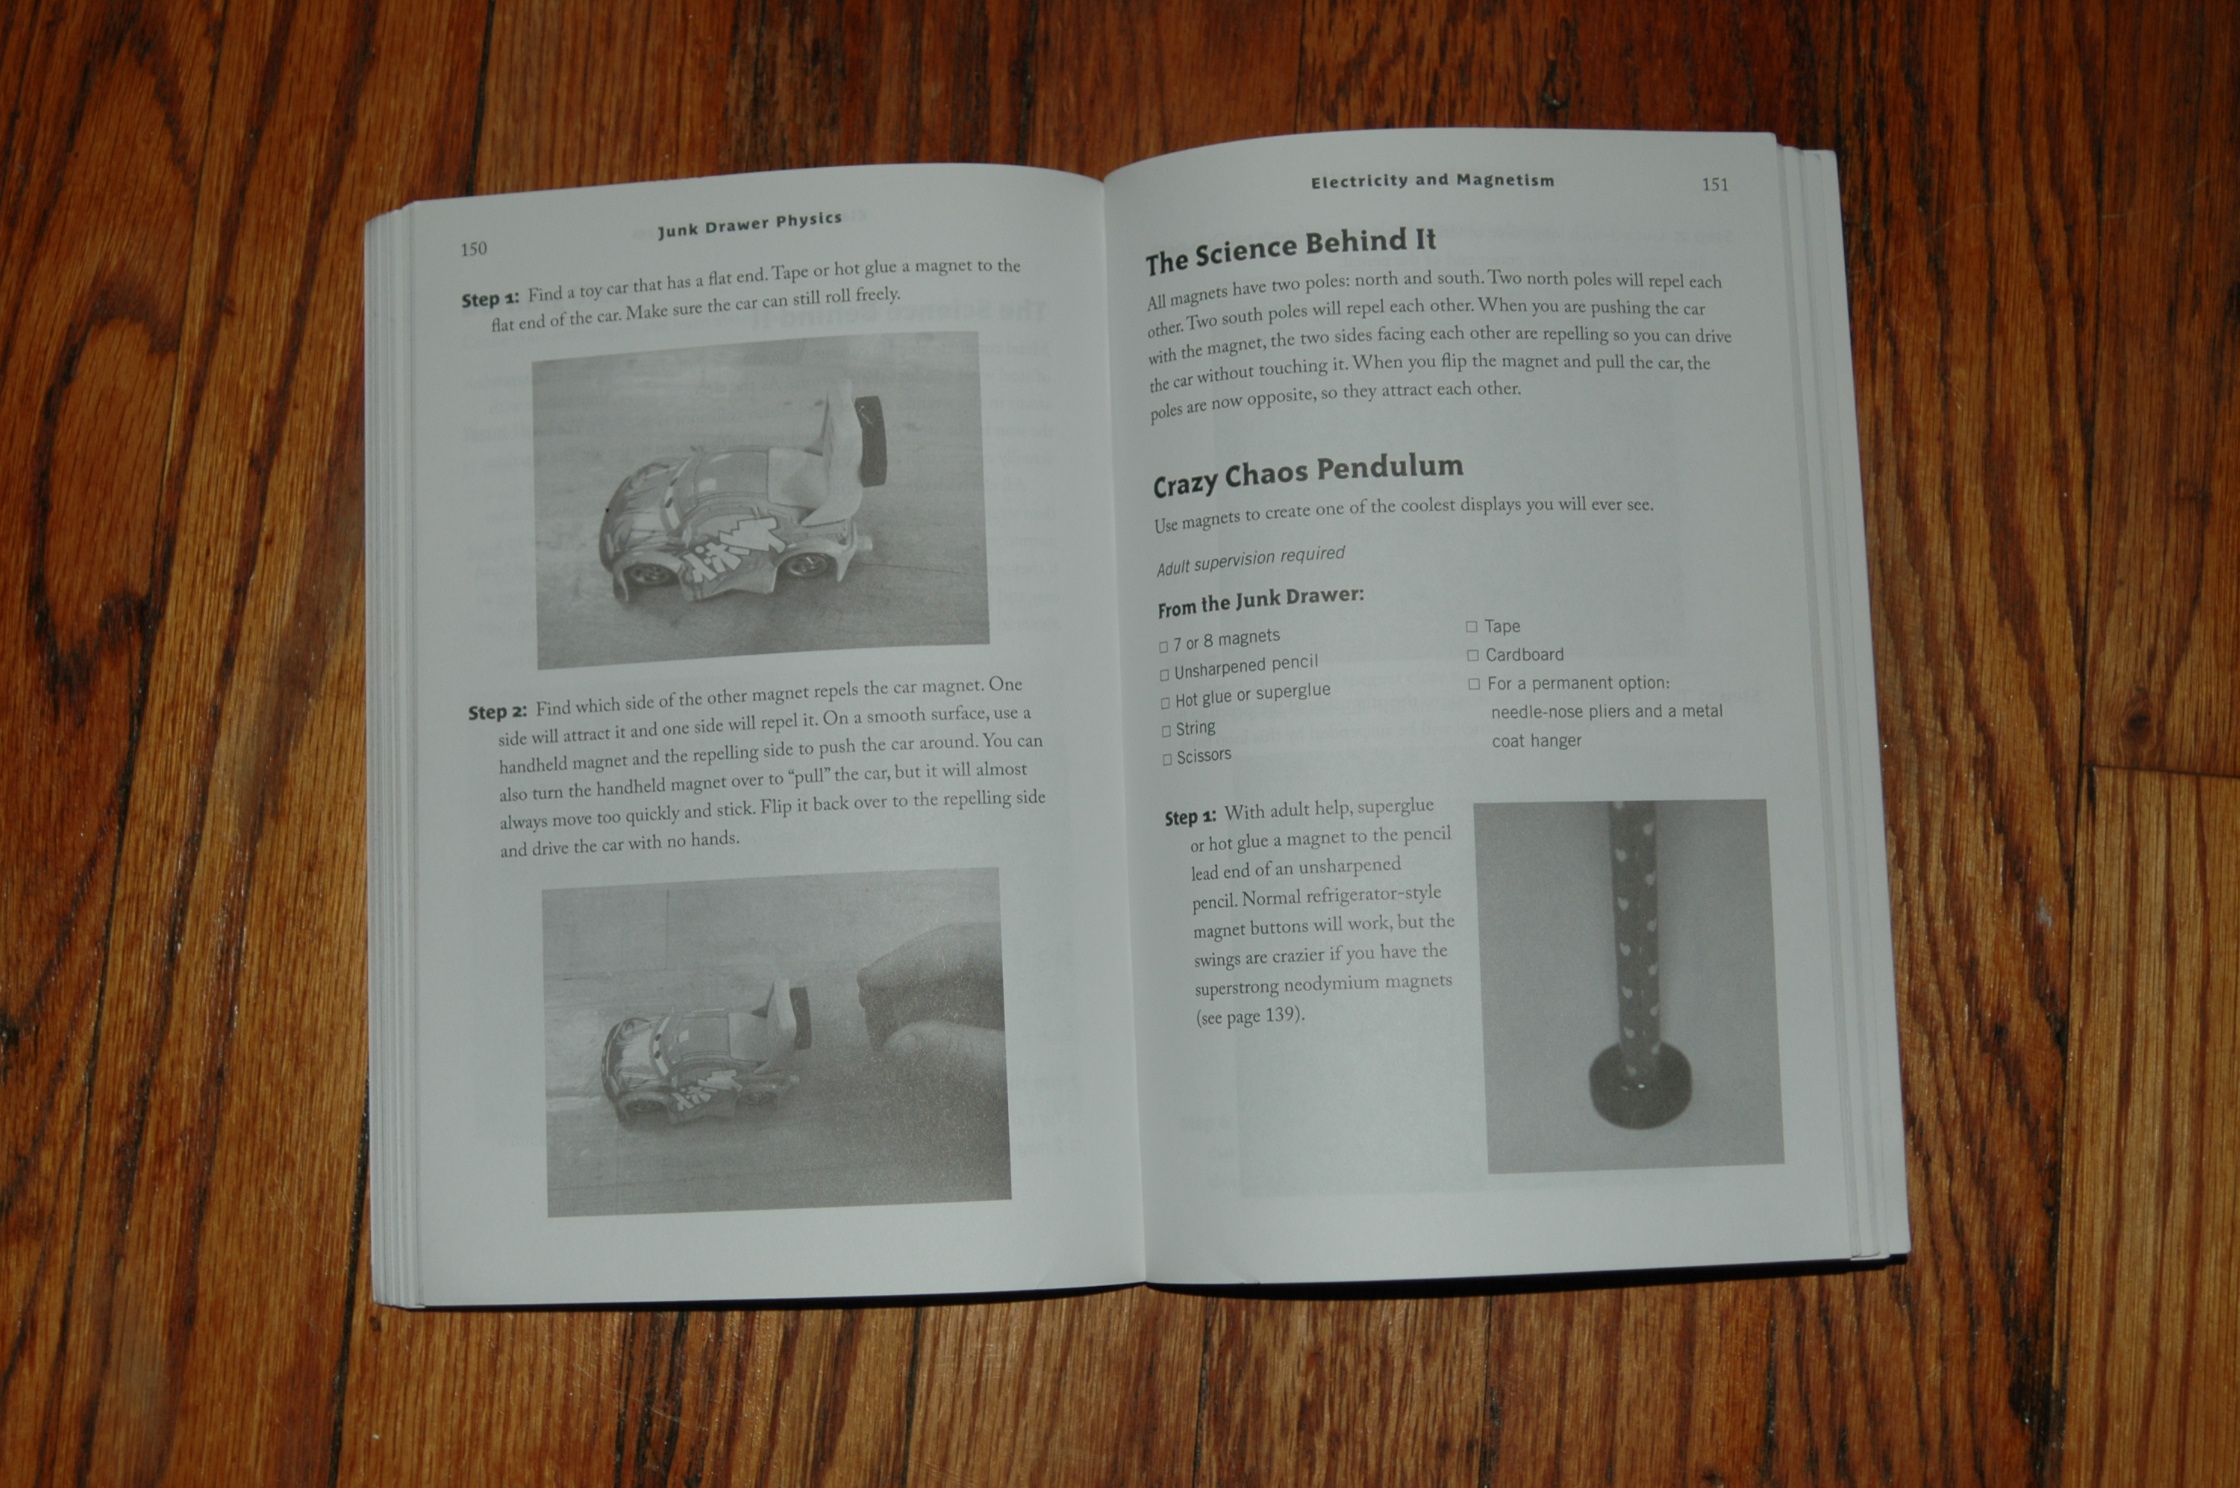 150
Junk Drawer Physics
Step 1: Find a toy car that has a flat end. Tape or hot glue a magnet to the
flat end of the car. Make sure the car can still roll freely.
Step 2: Find which side of the other magnet repels the car magnet. One
side will attract it and one side will repel it. On a smooth surface, use a
handheld magnet and the repelling side to push the car around. You can
also turn the handheld magnet over to “pull” the car, but it will almost
always move too quickly and stick. Flip it back over to the repelling side
and drive the car with no hands.
Electricity and Magnetism
151
The Science Behind It
All magnets have two poles: north and south. Two north poles will repel each
other. Two south poles will repel each other. When you are pushing the car
with the magnet, the two sides facing each other are repelling so you can drive
the car without touching it. When you flip the magnet and pull the car, the
poles are now opposite, so they attract each other.
Crazy Chaos Pendulum
Use magnets to create one of the coolest displays you will ever see.
Adult supervision required
From the Junk Drawer:
□ 7 or 8 magnets
□ Unsharpened pencil
□ Hot glue or superglue
□ String
□ Scissors
□ Tape
□ Cardboard
□ For a permanent option:
needle-nose pliers and a metal
coat hanger
Step 1: With adult help, superglue
or hot glue a magnet to the pencil
lead end of an unsharpened
pencil. Normal refrigerator-style
magnet buttons will work, but the
swings are crazier if you have the
superstrong neodymium magnets
(see page 139).